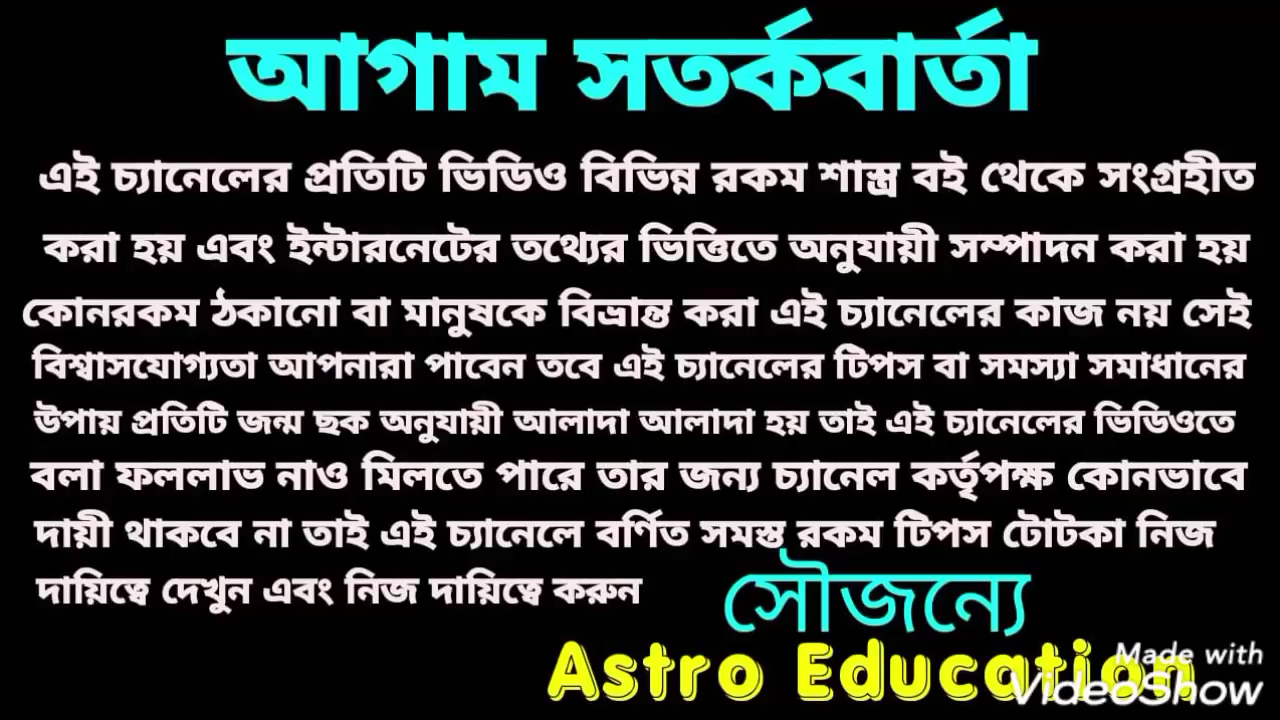 আগাম সতর্কবার্তা
এই চ্যানেলের প্রতিটি ভিডিও বিভিন্ন রকম শাস্ত্র বই থেকে সংগ্রহীত
করা হয় এবং ইন্টারনেটের তথ্যের ভিত্তিতে অনুযায়ী সম্পাদন করা হয়
কোনরকম ঠকানো বা মানুষকে বিভ্রান্ত করা এই চ্যানেলের কাজ নয় সেই
বিশ্বাসযোগ্যতা আপনারা পাবেন তবে এই চ্যানেলের টিপস বা সমস্যা সমাধানের
উপায় প্রতিটি জন্ম ছক অনুযায়ী আলাদা আলাদা হয় তাই এই চ্যানেলের ভিডিওতে
বলা ফললাভ নাও মিলতে পারে তার জন্য চ্যানেল কর্তৃপক্ষ কোনভাবে
দায়ী থাকবে না তাই এই চ্যানেলে বর্ণিত সমস্ত রকম টিপস টোটকা নিজ
দায়িত্বে দেখুন এবং নিজ দায়িত্বে করুন
সৌজন্যে
Astro Education
Made with
VideoShow